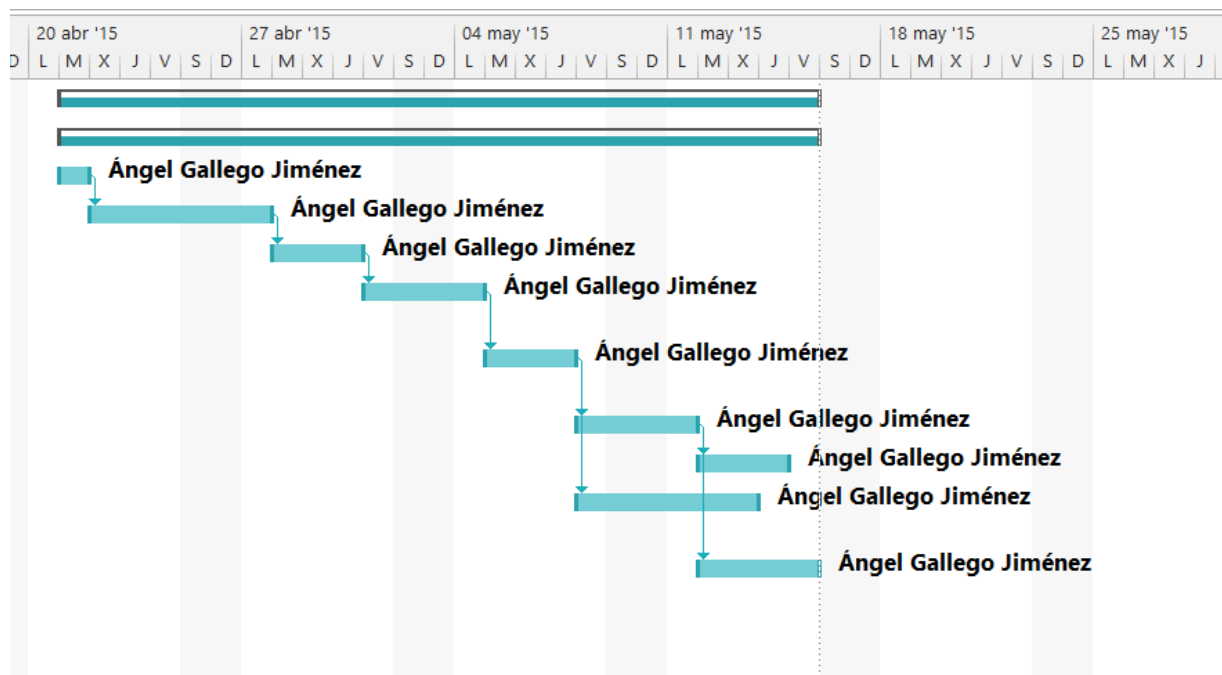 20 abr '15 27 abr '15 04 may '15 11 may '15 18 may '15 25 may '15
D L M X J V S D L M X J V S D L M X J V S D L M X J V S D L M X J V S D L M X J
Ángel Gallego Jiménez
Ángel Gallego Jiménez
Ángel Gallego Jiménez
Ángel Gallego Jiménez
Ángel Gallego Jiménez
Ángel Gallego Jiménez
Ángel Gallego Jiménez
Ángel Gallego Jiménez
Ángel Gallego Jiménez